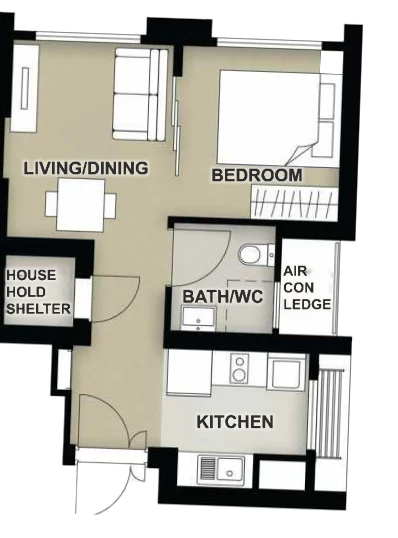 LIVING/DINING
BEDROOM
HOUSE
HOLD
SHELTER
BATH/WC
AIR
CON
LEDGE
KITCHEN